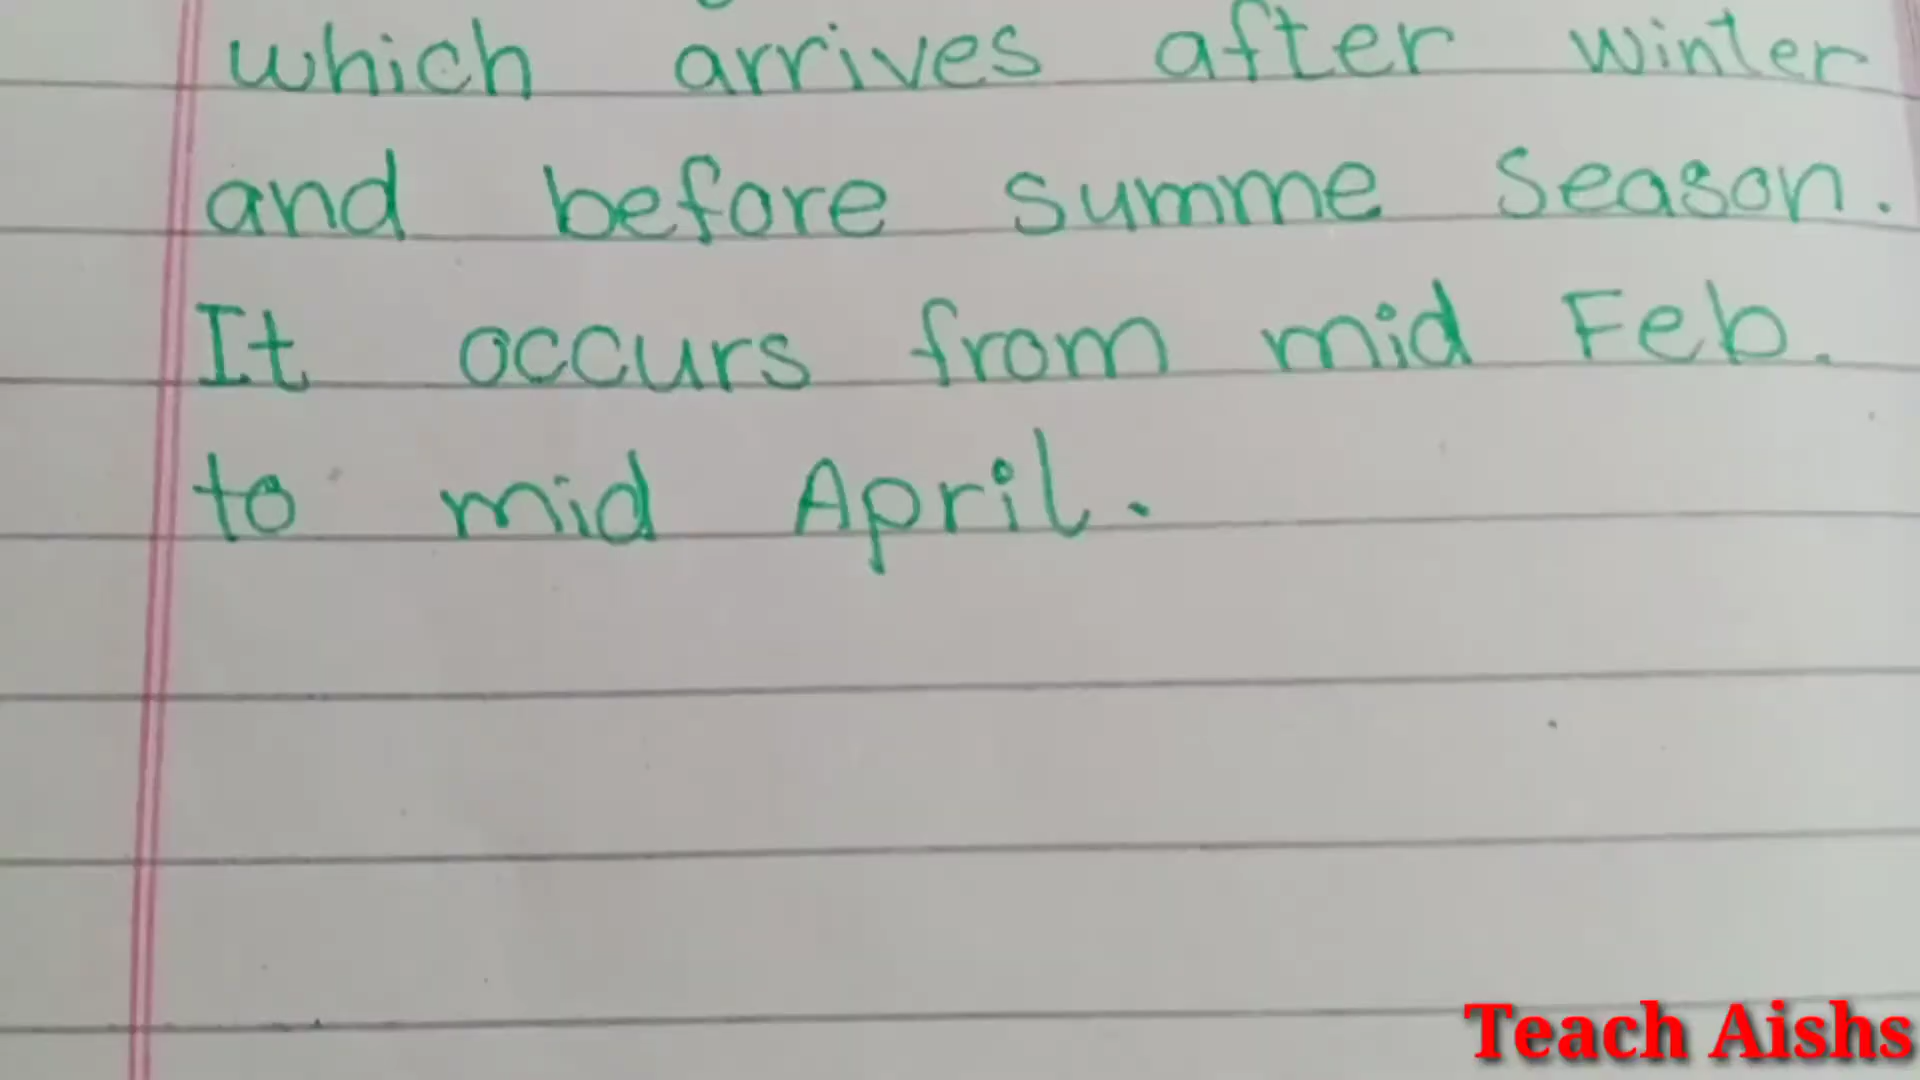 which arrives after winter
and before summe season.
It occurs from mid Feb.
to mid April.
Teach Aishs